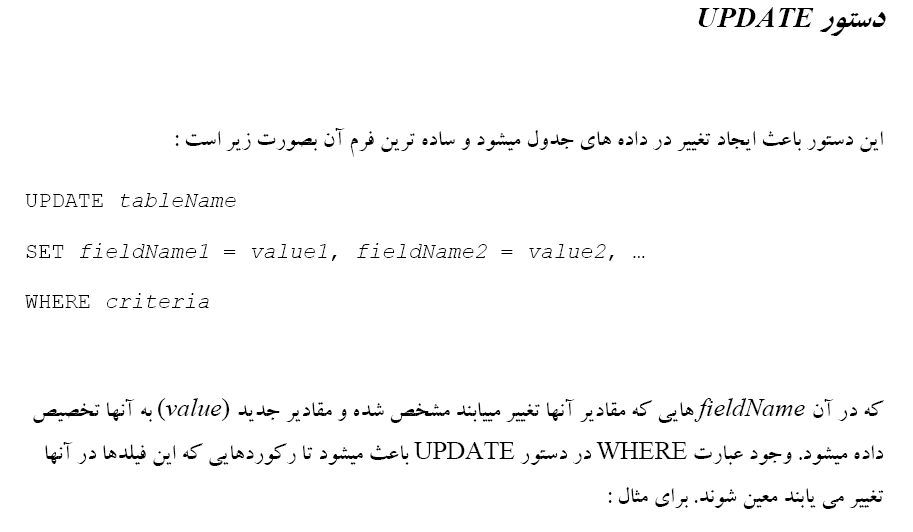 دستور UPDATE
این دستور باعث ایجاد تغییر در داده های جدول میشود و ساده ترین فرم آن بصورت زیر است :
UPDATE tableName
SET fieldName1 = value1, fieldName2 = value2, …
WHERE criteria
که در آن fieldName هایی که مقادیر آنها تغییر مییابند مشخص شده و مقادیر جدید (value) به آنها تخصیص
داده میشود. وجود عبارت WHERE در دستور UPDATE باعث میشود تا رکوردهایی که این فیلدها در آنها
تغییر می یابند معین شوند. برای مثال :